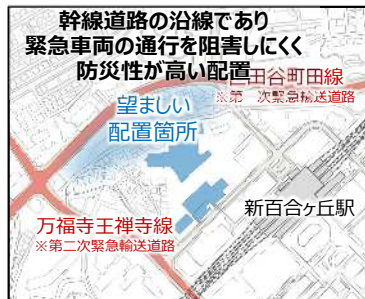 幹線道路の沿線であり
緊急車両の通行を阻害しにくく
防災性が高い配置
田谷町田線
※第 次緊急輸送道路
望ましい
配置箇所
新百合ヶ丘駅
万福寺王禅寺線
※第二次緊急輸送道路